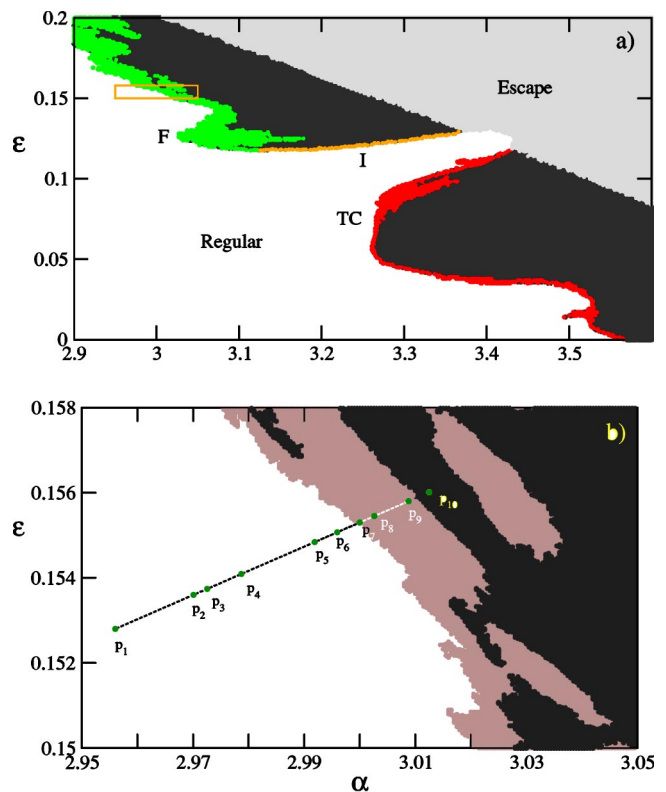 0.2
a)
Escape
0.15
F
ε
I
0.1
TC
Regular
0.05
0
2.9 3 3.1 3.2 3.3 3.4 3.5
0.158
b)
0.156
p10
p9
p8
ε
p7
p6
p5
0.154
p4
p3
p2
0.152
p1
0.15
2.95 2.97 2.99 3.01 3.03 3.05
α